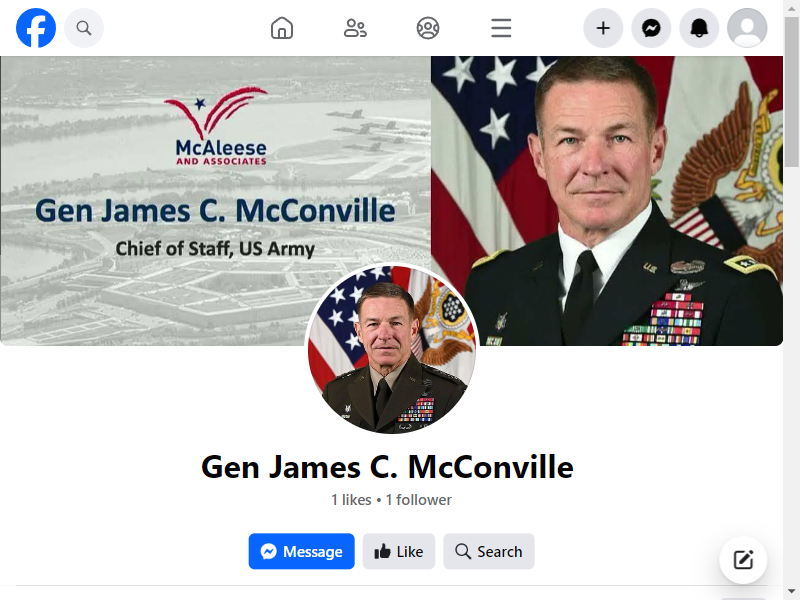 McAleese
AND ASSOCIATES
Gen James C. McConville
Chief of Staff, US Army
U.S.
Gen James C. McConville
1 likes • 1 follower
Message
Like
Search